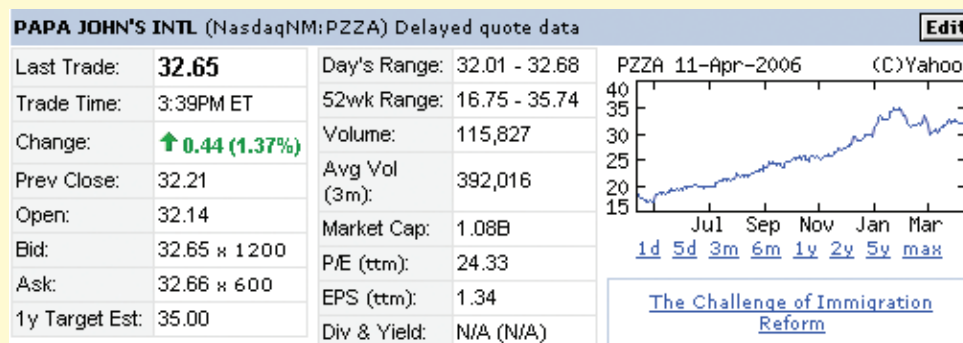 PAPA JOHN'S INTL (NasdaqNM:PZZA) Delayed quote data Edit
Last Trade: 32.65
Trade Time: 3:39PM ET
Change: 0.44 (1.37%)
Prev Close: 32.21
Open: 32.14
Bid: 32.65 x 1200
Ask: 32.66 x 600
1y Target Est: 35.00
Day's Range: 32.01 - 32.68
52wk Range: 16.75 - 35.74
Volume: 115,827
Avg Vol
(3m): 392,016
Market Cap: 1.08B
P/E (ttm): 24.33
EPS (ttm): 1.34
Div & Yield: N/A (N/A)
PZZA 11-Apr-2006 (C)Yahoo
40
35
30
25
20
15
Jul Sep Nov Jan Mar
1d 5d 3m 6m 1y 2y 5y max
The Challenge of Immigration
Reform